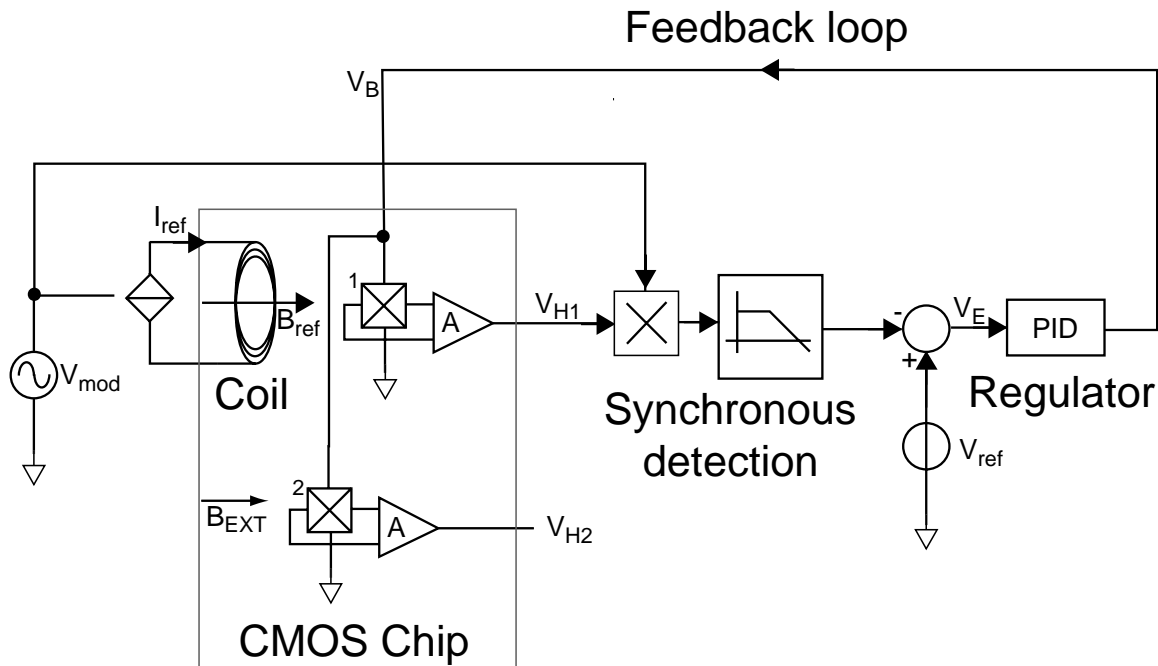 Feedback loop
V_B
I_ref
1
A
V_H1
B_ref
V_mod
Coil
-
V_E
PID
+
Synchronous
detection
Regulator
V_ref
2
B_EXT
A
V_H2
CMOS Chip